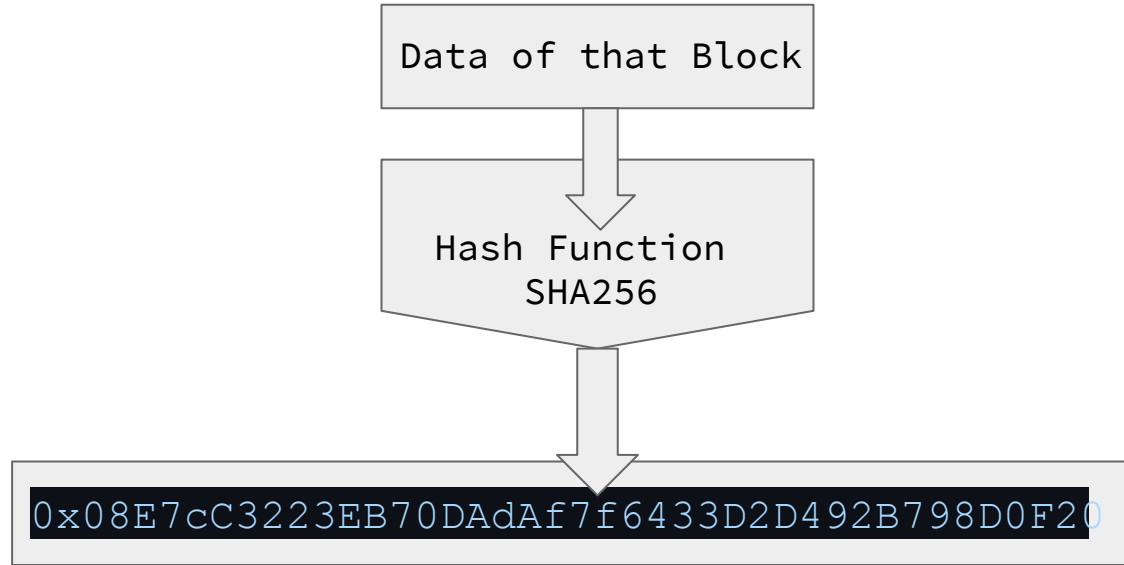 Data of that Block
Hash Function
SHA256
0x08E7cC3223EB70DAdAf7f6433D2D492B798D0F20